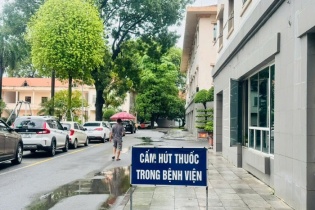 CẤM HÚT THUỐC
TRONG BỆNH VIỆN